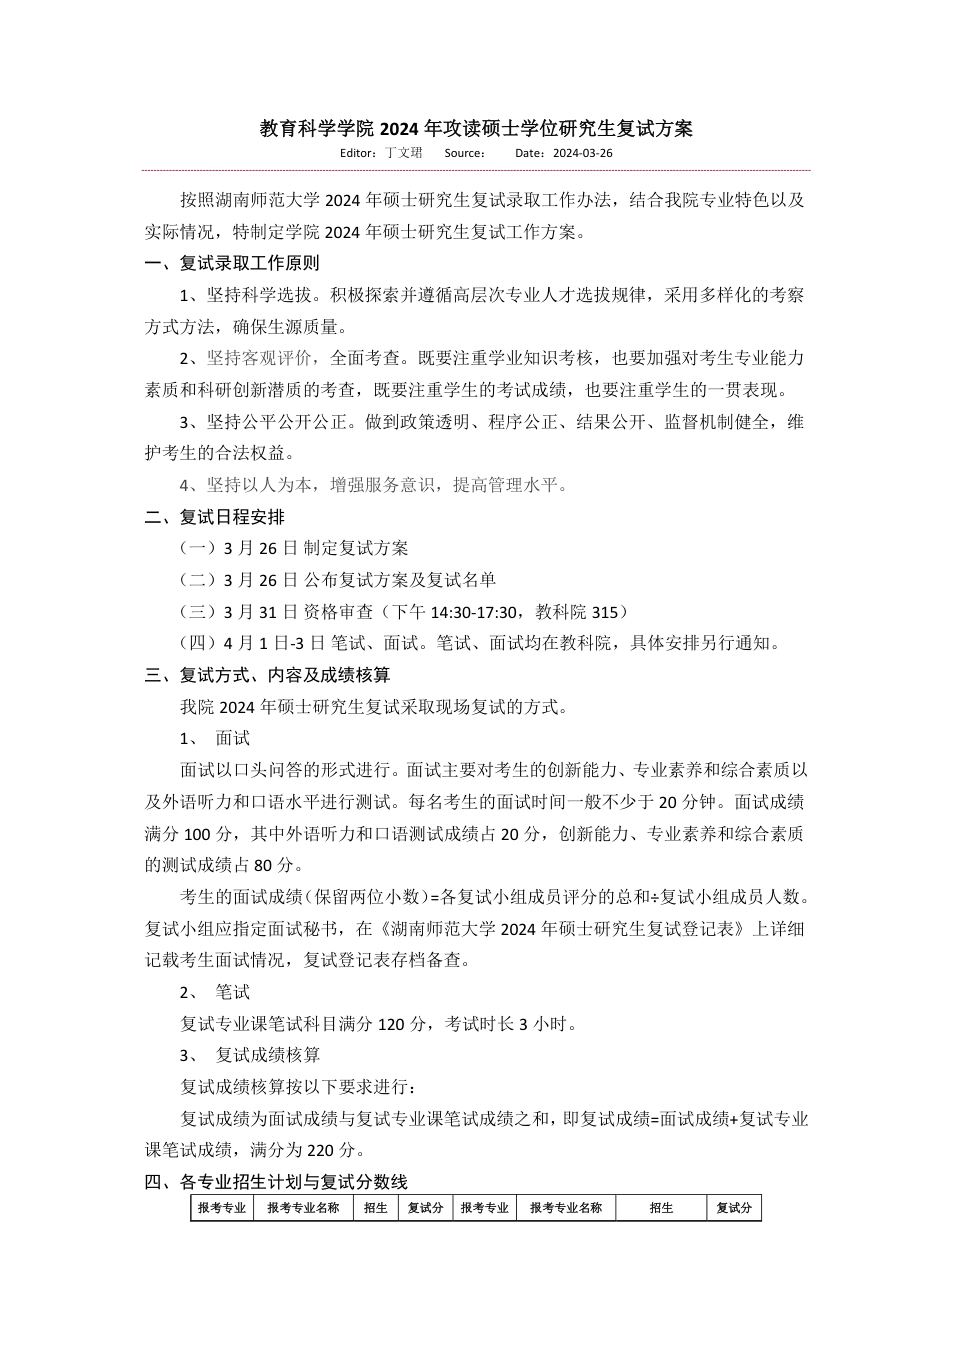 教育科学学院 2024 年攻读硕士学位研究生复试方案
Editor：丁文珺 Source： Date：2024-03-26
按照湖南师范大学 2024 年硕士研究生复试录取工作办法，结合我院专业特色以及
实际情况，特制定学院 2024 年硕士研究生复试工作方案。
一、复试录取工作原则
1、坚持科学选拔。积极探索并遵循高层次专业人才选拔规律，采用多样化的考察
方式方法，确保生源质量。
2、坚持客观评价，全面考查。既要注重学业知识考核，也要加强对考生专业能力
素质和科研创新潜质的考查，既要注重学生的考试成绩，也要注重学生的一贯表现。
3、坚持公平公开公正。做到政策透明、程序公正、结果公开、监督机制健全，维
护考生的合法权益。
4、坚持以人为本，增强服务意识，提高管理水平。
二、复试日程安排
（一）3 月 26 日 制定复试方案
（二）3 月 26 日 公布复试方案及复试名单
（三）3 月 31 日 资格审查（下午 14:30-17:30，教科院 315）
（四）4 月 1 日-3 日 笔试、面试。笔试、面试均在教科院，具体安排另行通知。
三、复试方式、内容及成绩核算
我院 2024 年硕士研究生复试采取现场复试的方式。
1、 面试
面试以口头问答的形式进行。面试主要对考生的创新能力、专业素养和综合素质以
及外语听力和口语水平进行测试。每名考生的面试时间一般不少于 20 分钟。面试成绩
满分 100 分，其中外语听力和口语测试成绩占 20 分，创新能力、专业素养和综合素质
的测试成绩占 80 分。
考生的面试成绩（保留两位小数）=各复试小组成员评分的总和÷复试小组成员人数。
复试小组应指定面试秘书，在《湖南师范大学 2024 年硕士研究生复试登记表》上详细
记载考生面试情况，复试登记表存档备查。
2、 笔试
复试专业课笔试科目满分 120 分，考试时长 3 小时。
3、 复试成绩核算
复试成绩核算按以下要求进行：
复试成绩为面试成绩与复试专业课笔试成绩之和，即复试成绩=面试成绩+复试专业
课笔试成绩，满分为 220 分。
四、各专业招生计划与复试分数线
报考专业 报考专业名称 招生 复试分 报考专业 报考专业名称 招生 复试分